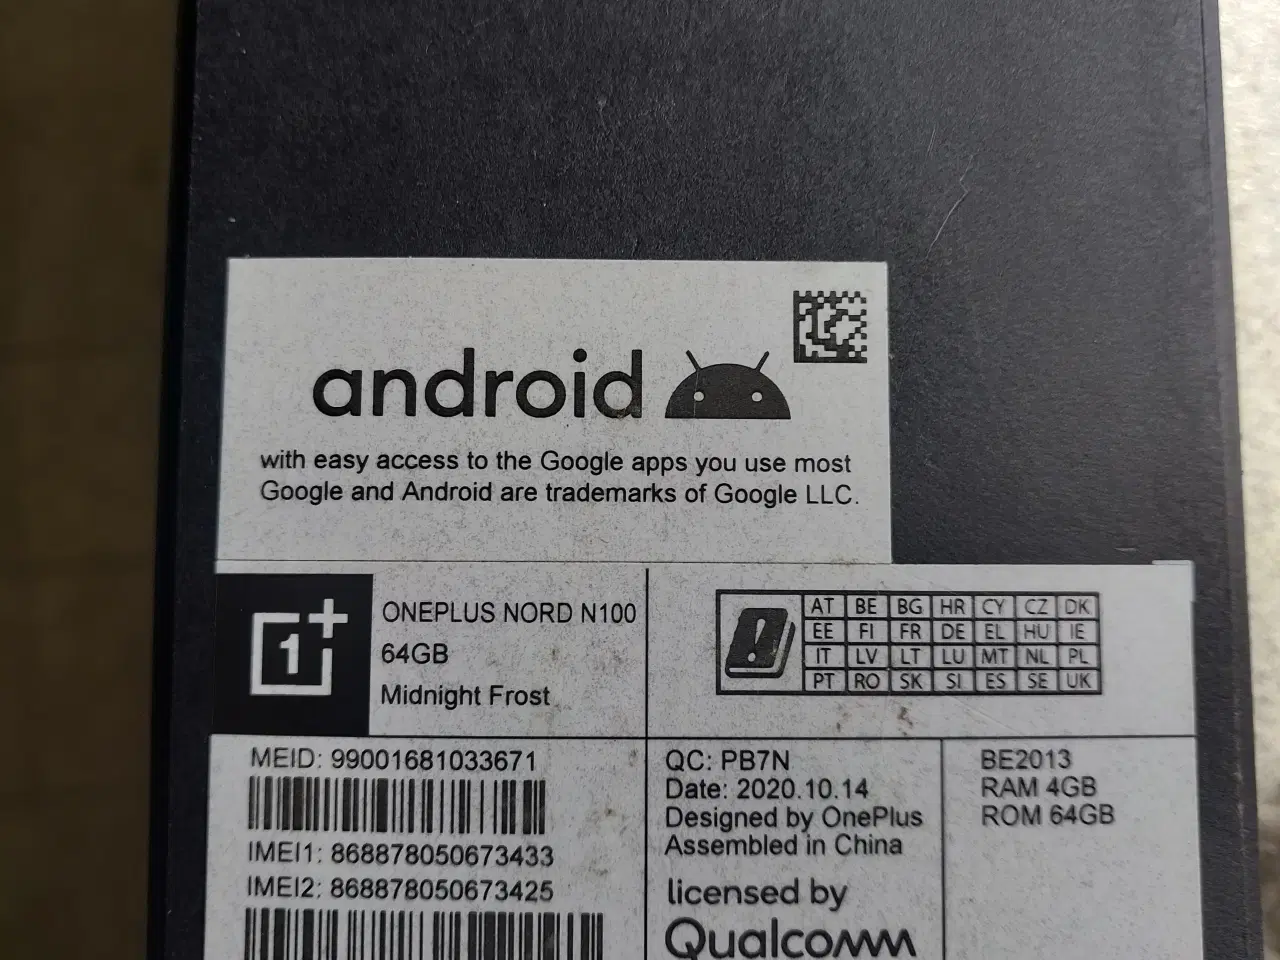 android
with easy access to the Google apps you use most
Google and Android are trademarks of Google LLC.
1+
ONEPLUS NORD N100
64GB
Midnight Frost
!
AT BE BG HR CY CZ DK
EE FI FR DE EL HU IE
IT LV LT LU MT NL PL
PT RO SK SI ES SE UK
MEID: 99001681033671
IMEI1: 868878050673433
IMEI2: 868878050673425
QC: PB7N
Date: 2020.10.14
Designed by OnePlus
Assembled in China
licensed by
Qualcomm
BE2013
RAM 4GB
ROM 64GB